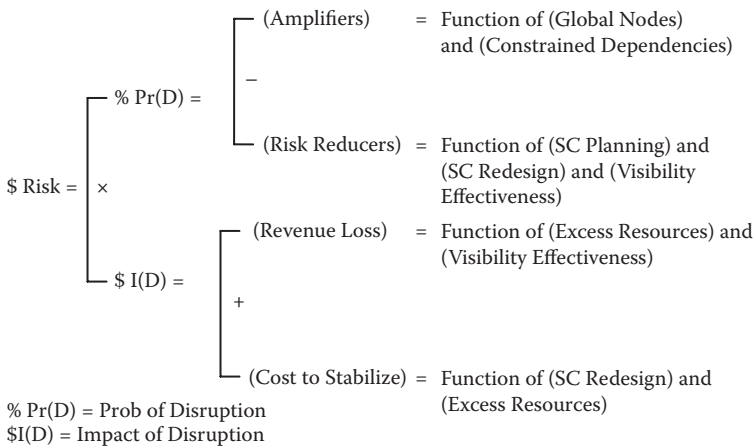 (Amplifiers) = Function of (Global Nodes)
and (Constrained Dependencies)
% Pr(D) =
–
(Risk Reducers) = Function of (SC Planning) and
(SC Redesign) and (Visibility
Effectiveness)
$ Risk =
×
(Revenue Loss) = Function of (Excess Resources) and
(Visibility Effectiveness)
$ I(D) =
+
(Cost to Stabilize) = Function of (SC Redesign) and
(Excess Resources)
% Pr(D) = Prob of Disruption
$I(D) = Impact of Disruption